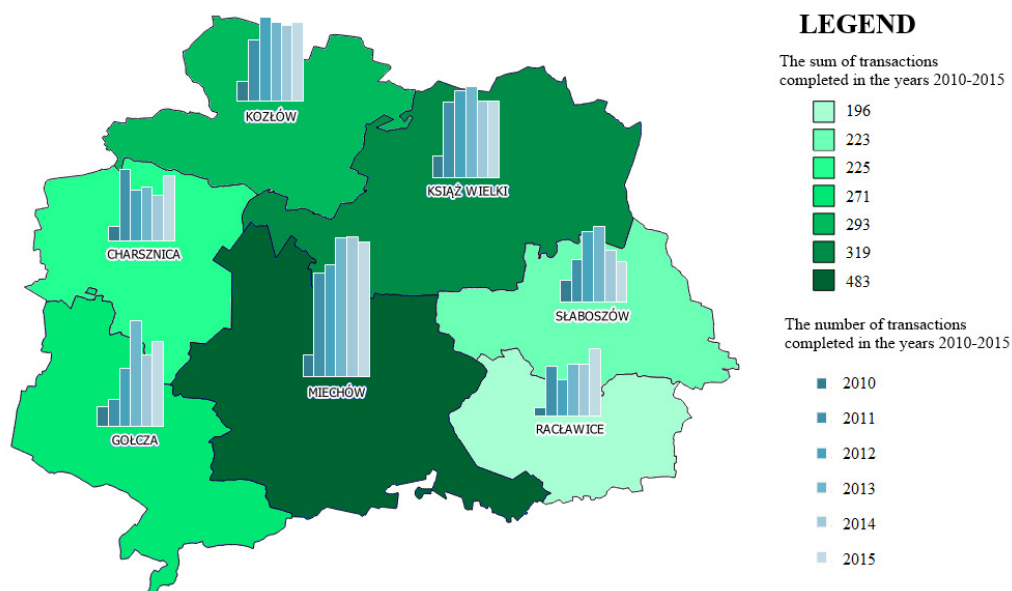 KOZŁÓW
KSIĄŻ WIELKI
CHARSZNICA
SŁABOSZÓW
MIECHÓW
RACŁAWICE
GOŁCZA
LEGEND
The sum of transactions
completed in the years 2010-2015
196
223
225
271
293
319
483
The number of transactions
completed in the years 2010-2015
2010
2011
2012
2013
2014
2015